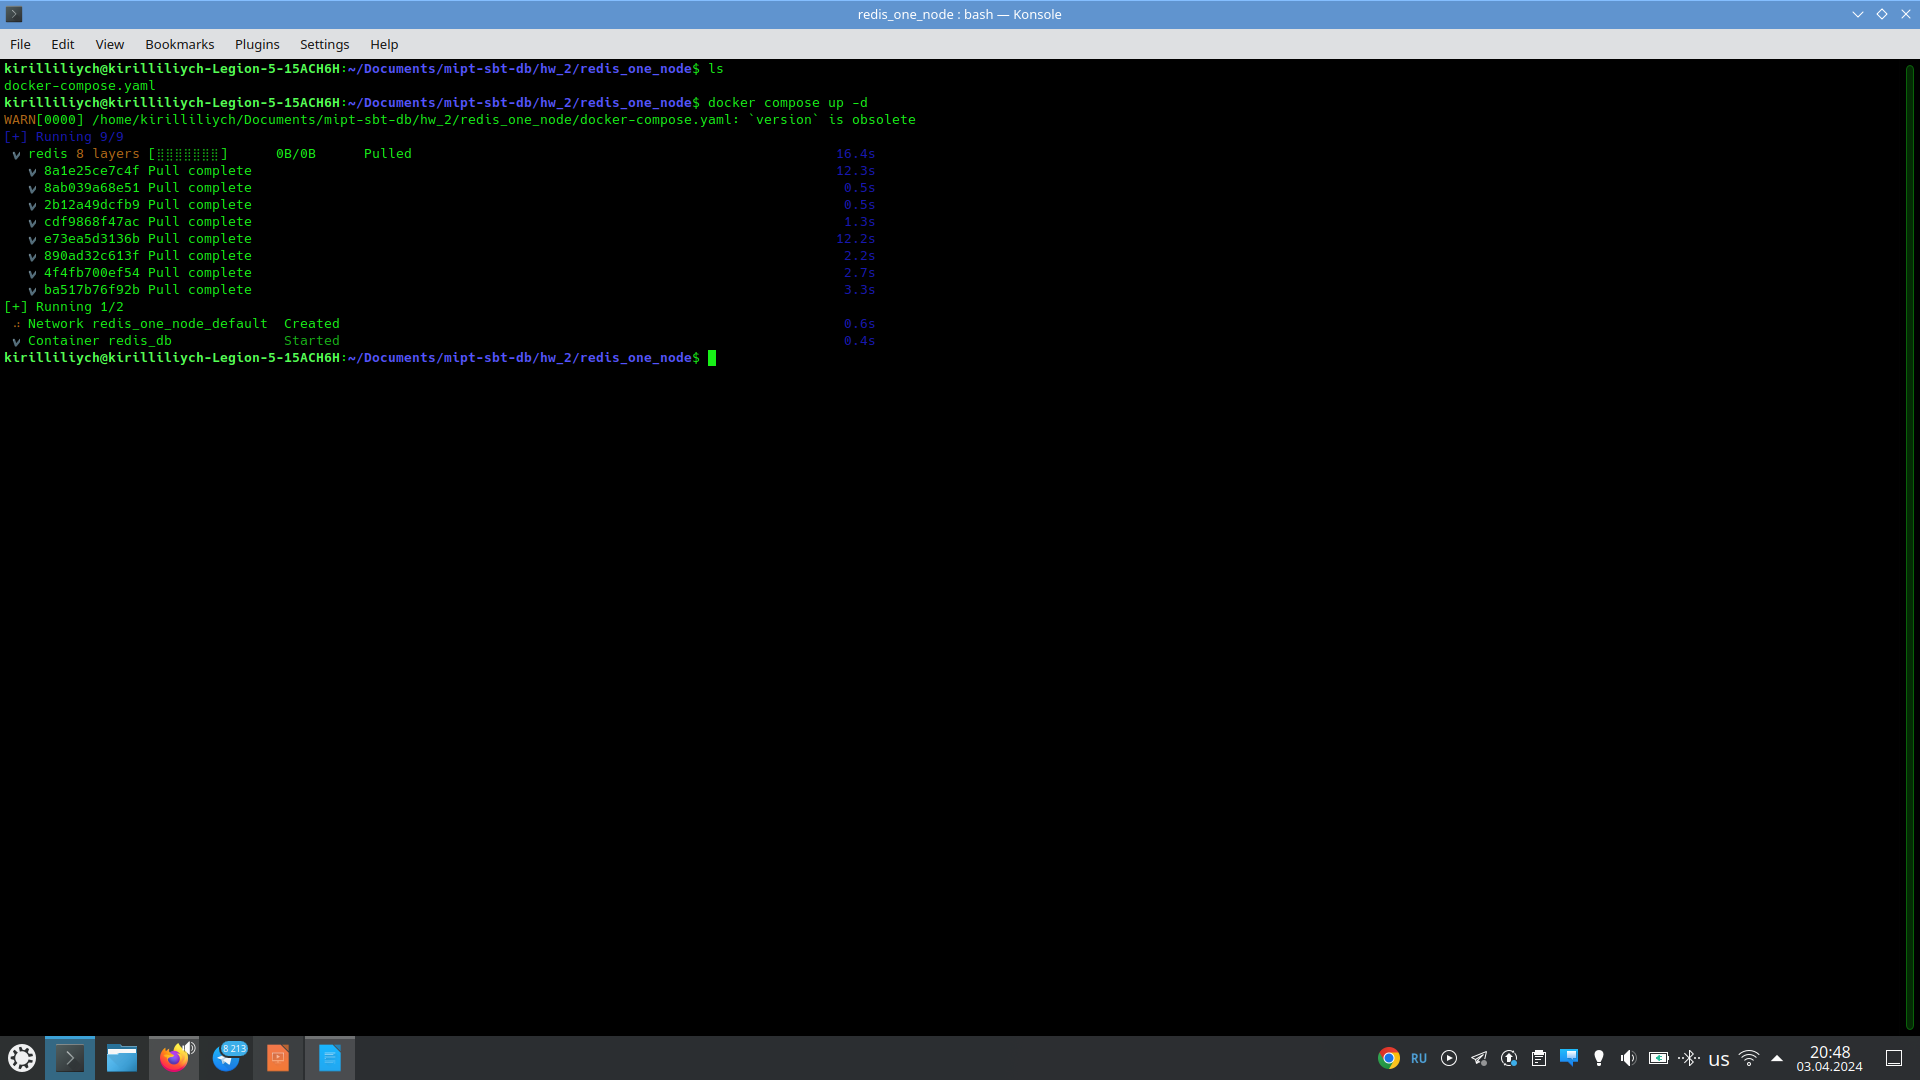 redis_one_node : bash — Konsole
File Edit View Bookmarks Plugins Settings Help
kirilliliych@kirilliliych-Legion-5-15ACH6H:~/Documents/mipt-sbt-db/hw_2/redis_one_node$ ls
docker-compose.yaml
kirilliliych@kirilliliych-Legion-5-15ACH6H:~/Documents/mipt-sbt-db/hw_2/redis_one_node$ docker compose up -d
WARN[0000] /home/kirilliliych/Documents/mipt-sbt-db/hw_2/redis_one_node/docker-compose.yaml: `version` is obsolete
[+] Running 9/9
✔ redis 8 layers [⣿⣿⣿⣿⣿⣿⣿⣿] 0B/0B Pulled 16.4s
✔ 8a1e25ce7c4f Pull complete 12.3s
✔ 8ab039a68e51 Pull complete 0.5s
✔ 2b12a49dcfb9 Pull complete 0.5s
✔ cdf9868f47ac Pull complete 1.3s
✔ e73ea5d3136b Pull complete 12.2s
✔ 890ad32c613f Pull complete 2.2s
✔ 4f4fb700ef54 Pull complete 2.7s
✔ ba517b76f92b Pull complete 3.3s
[+] Running 1/2
Network redis_one_node_default Created 0.6s
✔ Container redis_db Started 0.4s
kirilliliych@kirilliliych-Legion-5-15ACH6H:~/Documents/mipt-sbt-db/hw_2/redis_one_node$
8 213
RU
us
20:48
03.04.2024